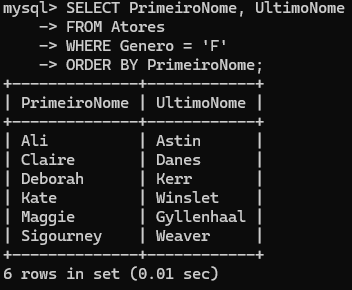 mysql> SELECT PrimeiroNome, UltimoNome
    -> FROM Atores
    -> WHERE Genero = 'F'
    -> ORDER BY PrimeiroNome;
+--------------+------------+
| PrimeiroNome | UltimoNome |
+--------------+------------+
| Ali          | Astin      |
| Claire       | Danes      |
| Deborah      | Kerr       |
| Kate         | Winslet    |
| Maggie       | Gyllenhaal |
| Sigourney    | Weaver     |
+--------------+------------+
6 rows in set (0.01 sec)